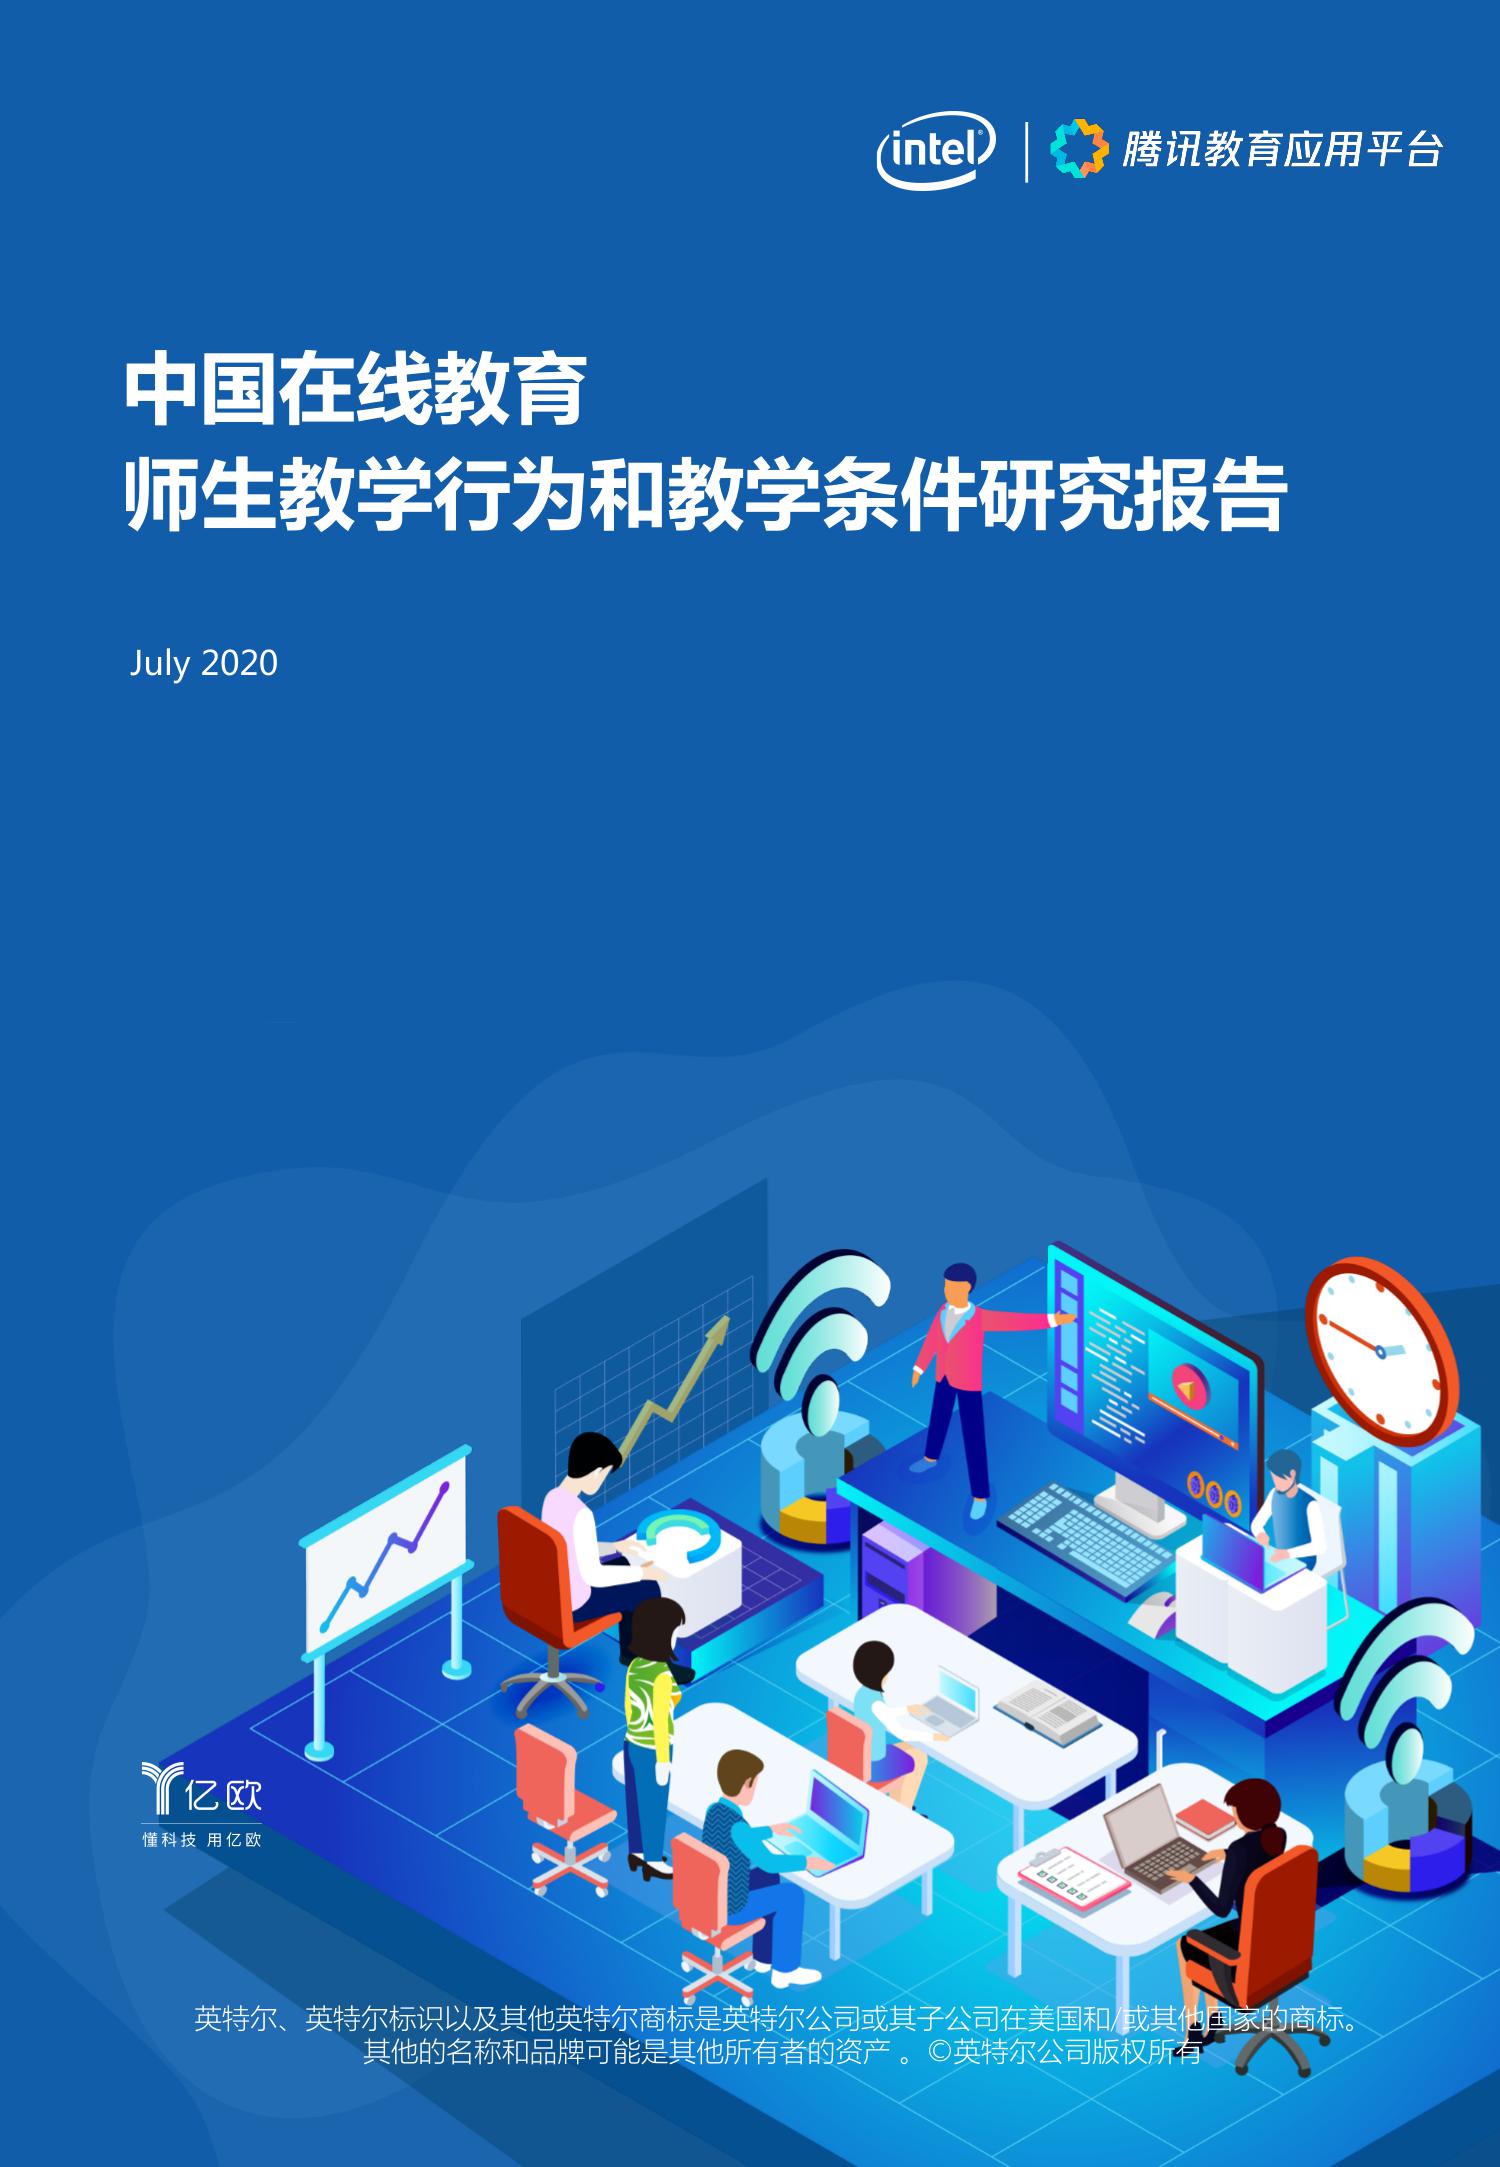 intel
腾讯教育应用平台
中国在线教育
师生教学行为和教学条件研究报告
July 2020
亿欧
懂科技 用亿欧
英特尔、英特尔标识以及其他英特尔商标是英特尔公司或其子公司在美国和/或其他国家的商标。
其他的名称和品牌可能是其他所有者的资产 。©英特尔公司版权所有